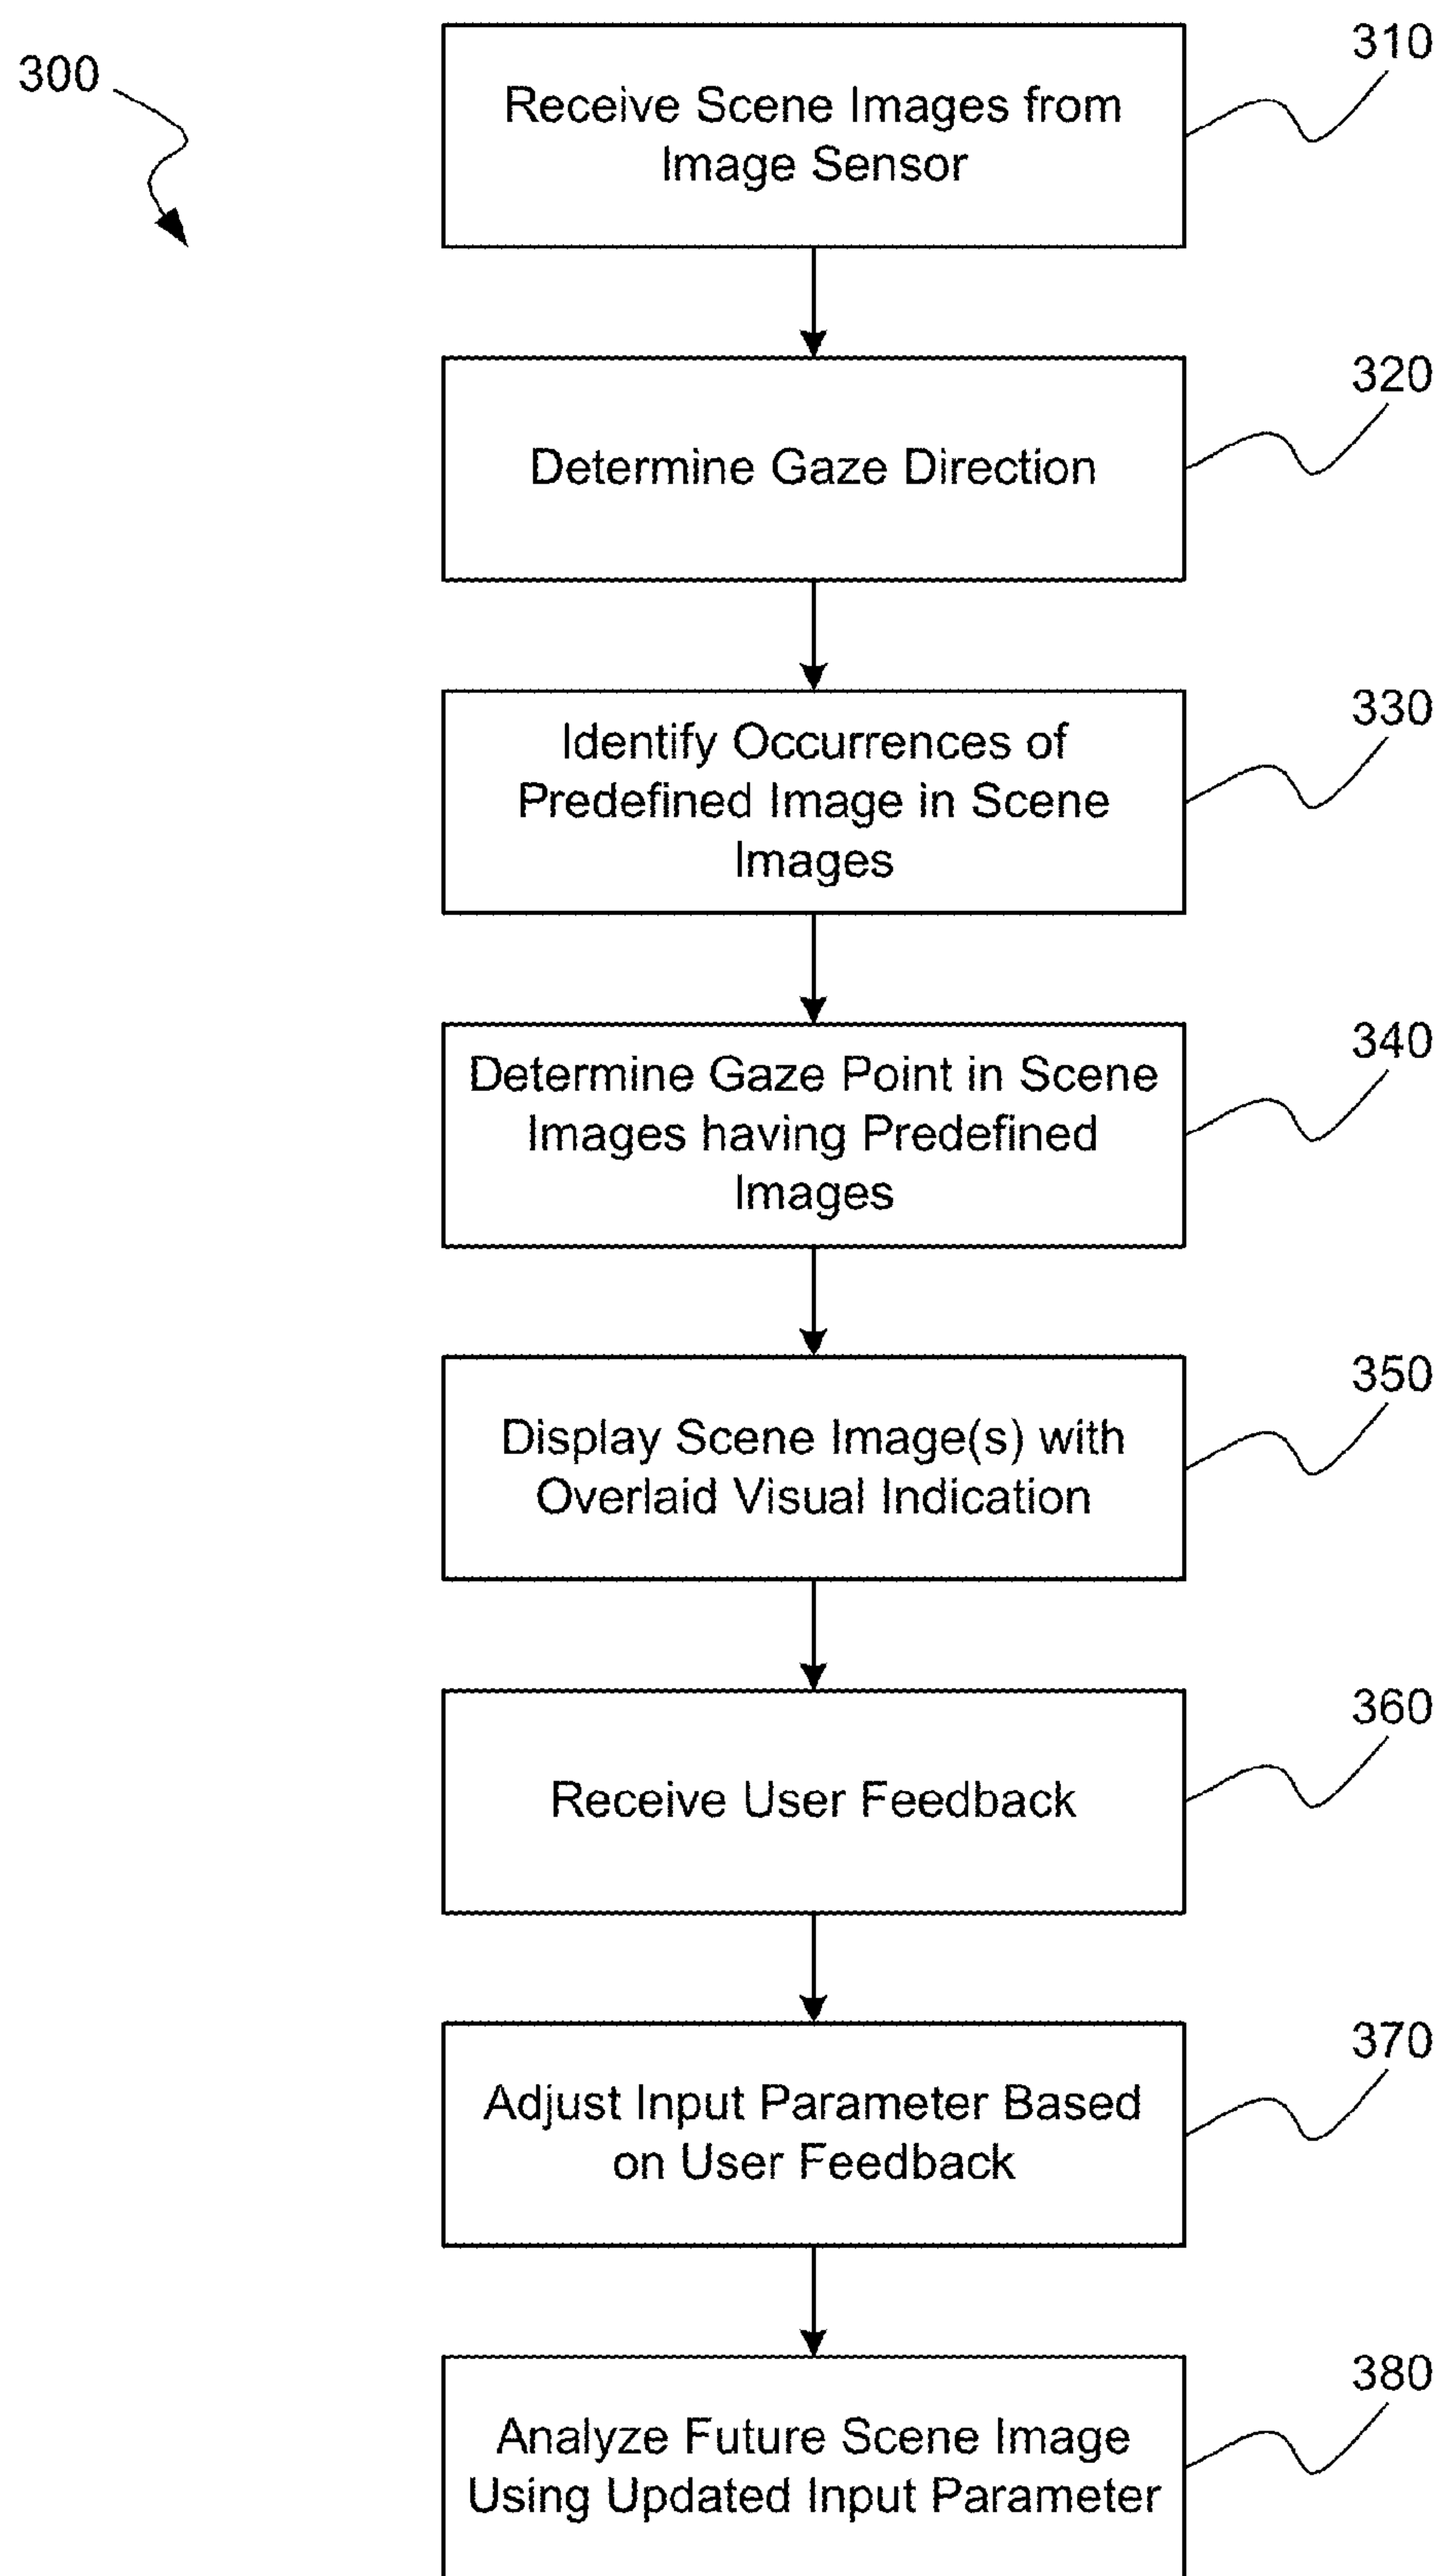 300
310
Receive Scene Images from
Image Sensor
320
Determine Gaze Direction
330
Identify Occurrences of
Predefined Image in Scene
Images
340
Determine Gaze Point in Scene
Images having Predefined
Images
350
Display Scene Image(s) with
Overlaid Visual Indication
360
Receive User Feedback
370
Adjust Input Parameter Based
on User Feedback
380
Analyze Future Scene Image
Using Updated Input Parameter